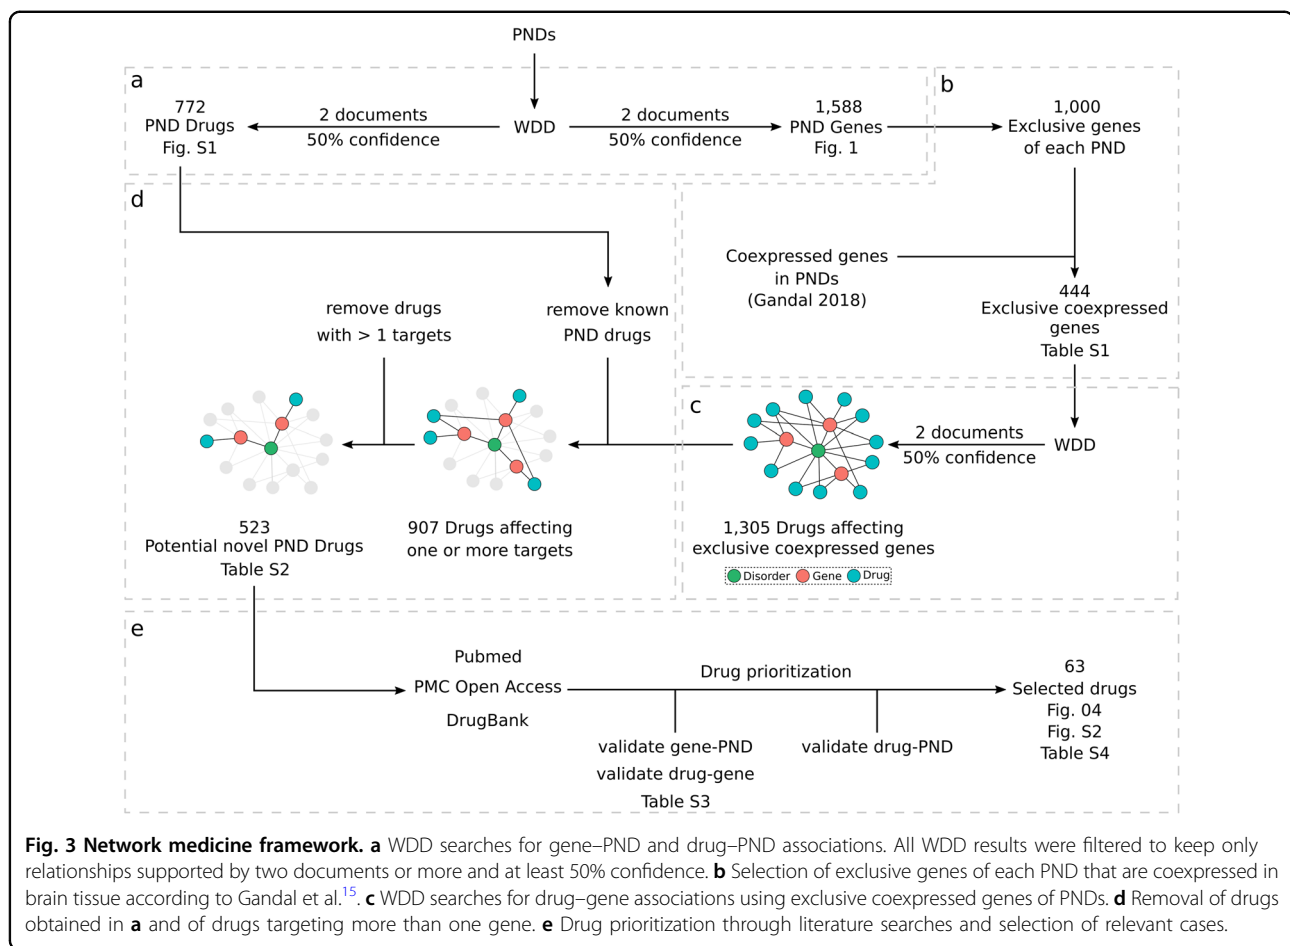 PNDs
a
772
PND Drugs
Fig. S1
2 documents
50% confidence
WDD
2 documents
50% confidence
1,588
PND Genes
Fig. 1
b
1,000
Exclusive genes
of each PND
Coexpressed genes
in PNDs
(Gandal 2018)
444
Exclusive coexpressed
genes
Table S1
c
WDD
2 documents
50% confidence
1,305 Drugs affecting
exclusive coexpressed genes
Disorder Gene Drug
d
remove known
PND drugs
remove drugs
with > 1 targets
907 Drugs affecting
one or more targets
523
Potential novel PND Drugs
Table S2
e
Pubmed
PMC Open Access
DrugBank
Drug prioritization
validate gene-PND
validate drug-gene
Table S3
validate drug-PND
63
Selected drugs
Fig. 04
Fig. S2
Table S4
Fig. 3 Network medicine framework. a WDD searches for gene–PND and drug–PND associations. All WDD results were filtered to keep only
relationships supported by two documents or more and at least 50% confidence. b Selection of exclusive genes of each PND that are coexpressed in
brain tissue according to Gandal et al.15. c WDD searches for drug–gene associations using exclusive coexpressed genes of PNDs. d Removal of drugs
obtained in a and of drugs targeting more than one gene. e Drug prioritization through literature searches and selection of relevant cases.